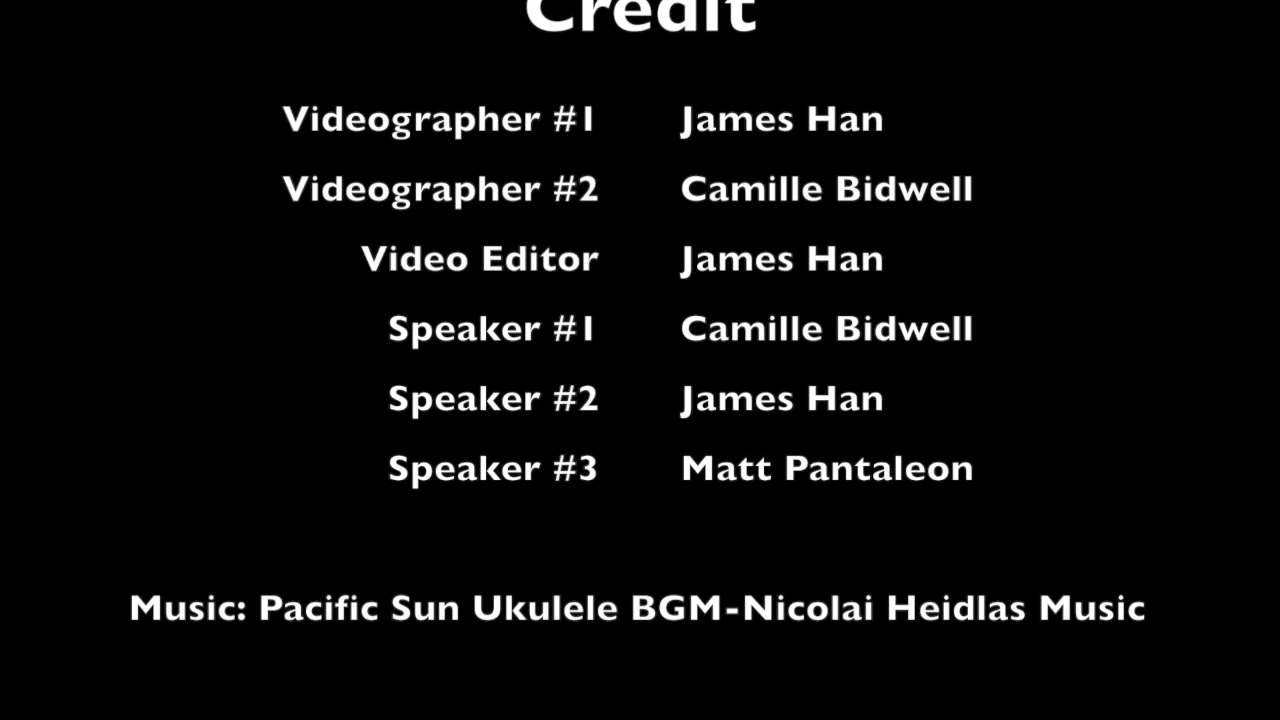 Credit
Videographer #1 James Han
Videographer #2 Camille Bidwell
Video Editor James Han
Speaker #1 Camille Bidwell
Speaker #2 James Han
Speaker #3 Matt Pantaleon
Music: Pacific Sun Ukulele BGM-Nicolai Heidlas Music